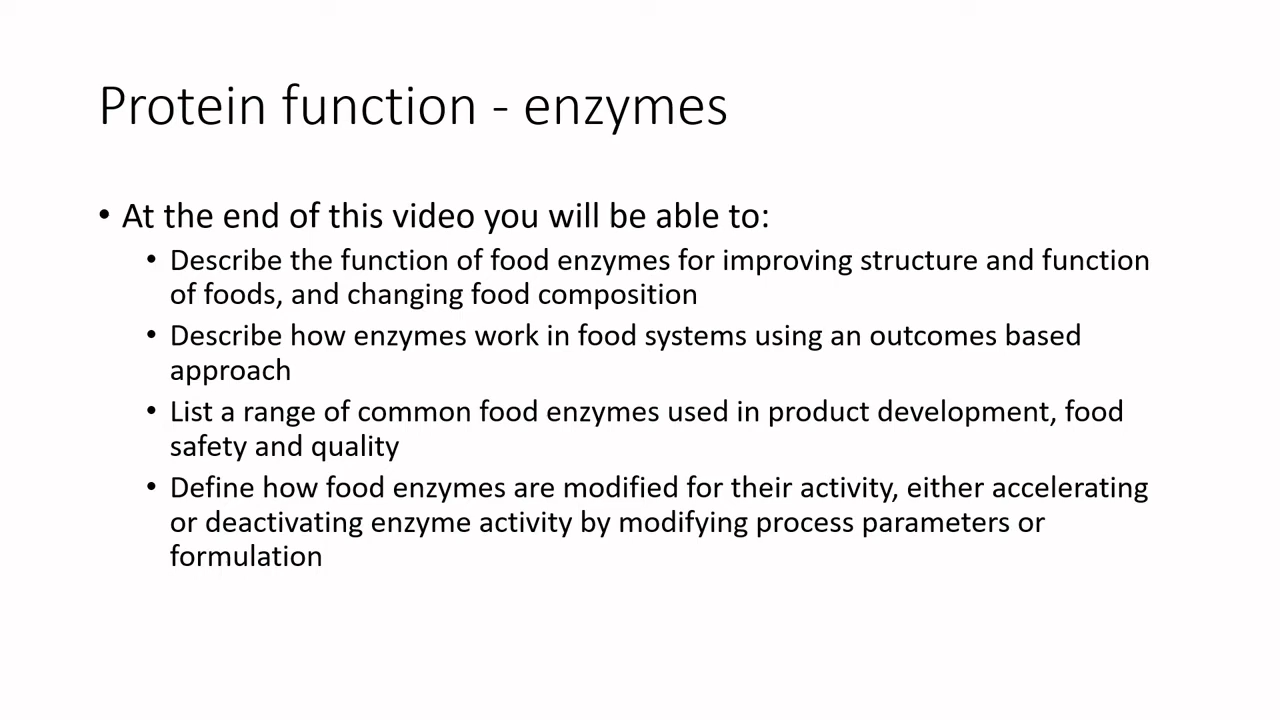 Protein function - enzymes
• At the end of this video you will be able to:
• Describe the function of food enzymes for improving structure and function
of foods, and changing food composition
• Describe how enzymes work in food systems using an outcomes based
approach
• List a range of common food enzymes used in product development, food
safety and quality
• Define how food enzymes are modified for their activity, either accelerating
or deactivating enzyme activity by modifying process parameters or
formulation